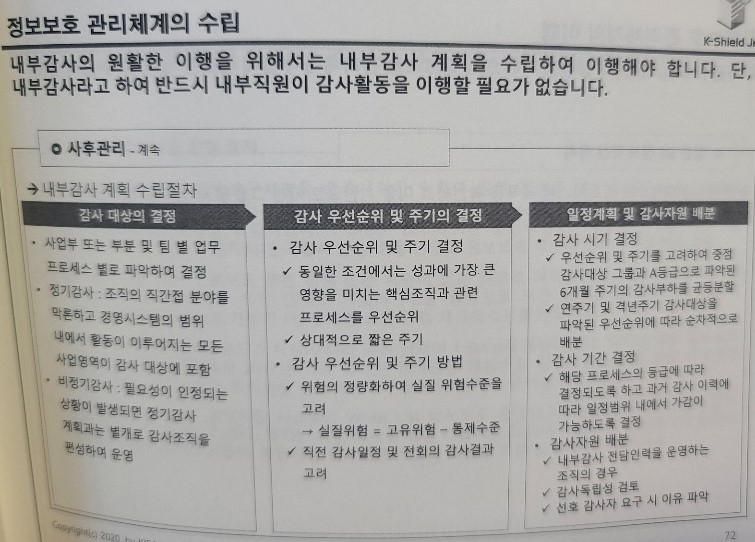 정보보호 관리체계의 수립
K-Shield Jr
내부감사의 원활한 이행을 위해서는 내부감사 계획을 수립하여 이행해야 합니다. 단,
내부감사라고 하여 반드시 내부직원이 감사활동을 이행할 필요가 없습니다.
사후관리 - 계속
→ 내부감사 계획 수립절차
감사 대상의 결정
• 사업부 또는 부분 및 팀 별 업무
프로세스 별로 파악하여 결정
• 정기감사 : 조직의 직간접 분야를
막론하고 경영시스템의 범위
내에서 활동이 이루어지는 모든
사업영역이 감사 대상에 포함
• 비정기감사 : 필요성이 인정되는
상황이 발생되면 정기감사
계획과는 별개로 감사조직을
편성하여 운영
감사 우선순위 및 주기의 결정
• 감사 우선순위 및 주기 결정
✓ 동일한 조건에서는 성과에 가장 큰
영향을 미치는 핵심조직과 관련
프로세스를 우선순위
✓ 상대적으로 짧은 주기
• 감사 우선순위 및 주기 방법
✓ 위험의 정량화하여 실질 위험수준을
고려
→ 실질위험 = 고유위험 – 통제수준
✓ 직전 감사일정 및 전회의 감사결과
고려
일정계획 및 감사자원 배분
• 감사 시기 결정
✓ 우선순위 및 주기를 고려하여 중점
감사대상 그룹과 A등급으로 파악된
6개월 주기의 감사부하를 균등분할
✓ 연주기 및 격년주기 감사대상을
파악된 우선순위에 따라 순차적으로
배분
• 감사 기간 결정
✓ 해당 프로세스의 등급에 따라
결정되도록 하고 과거 감사 이력에
따라 일정범위 내에서 가감이
가능하도록 결정
• 감사자원 배분
✓ 내부감사 전담인력을 운영하는
조직의 경우
✓ 감사독립성 검토
✓ 선호 감사자 요구 시 이유 파악
Copyright(c) 2020. by
72